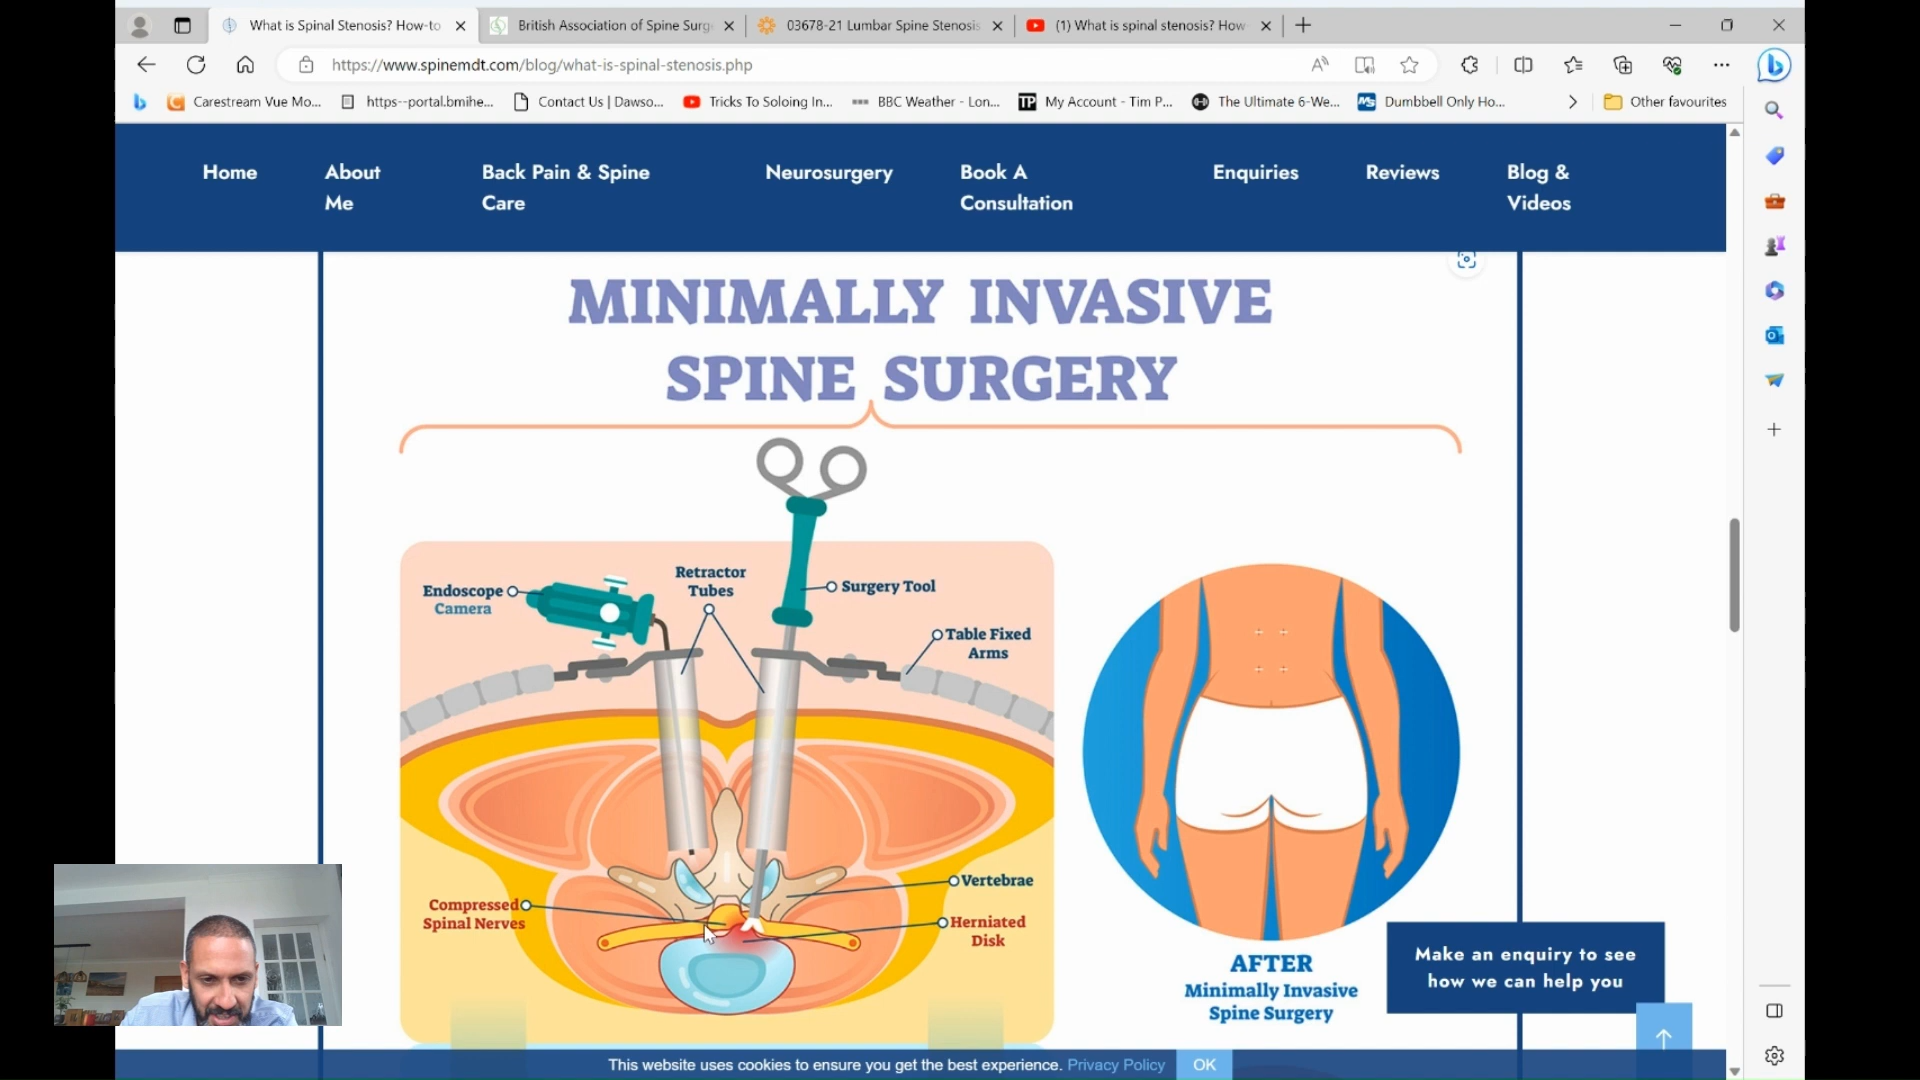 What is Spinal Stenosis? How-to
British Association of Spine Surg
03678-21 Lumbar Spine Stenosis
(1) What is spinal stenosis? How
https://www.spinemdt.com/blog/what-is-spinal-stenosis.php
Carestream Vue Mo...
https--portal.bmihe...
Contact Us | Dawso...
Tricks To Soloing In...
BBC Weather - Lon...
TP
My Account - Tim P...
The Ultimate 6-We...
Dumbbell Only Ho...
Other favourites
Home
About
Me
Back Pain & Spine
Care
Neurosurgery
Book A
Consultation
Enquiries
Reviews
Blog &
Videos
MINIMALLY INVASIVE
SPINE SURGERY
Endoscope
Camera
Retractor
Tubes
Surgery Tool
Table Fixed
Arms
Compressed
Spinal Nerves
Vertebrae
Herniated
Disk
AFTER
Minimally Invasive
Spine Surgery
Make an enquiry to see
how we can help you
This website uses cookies to ensure you get the best experience. Privacy Policy OK